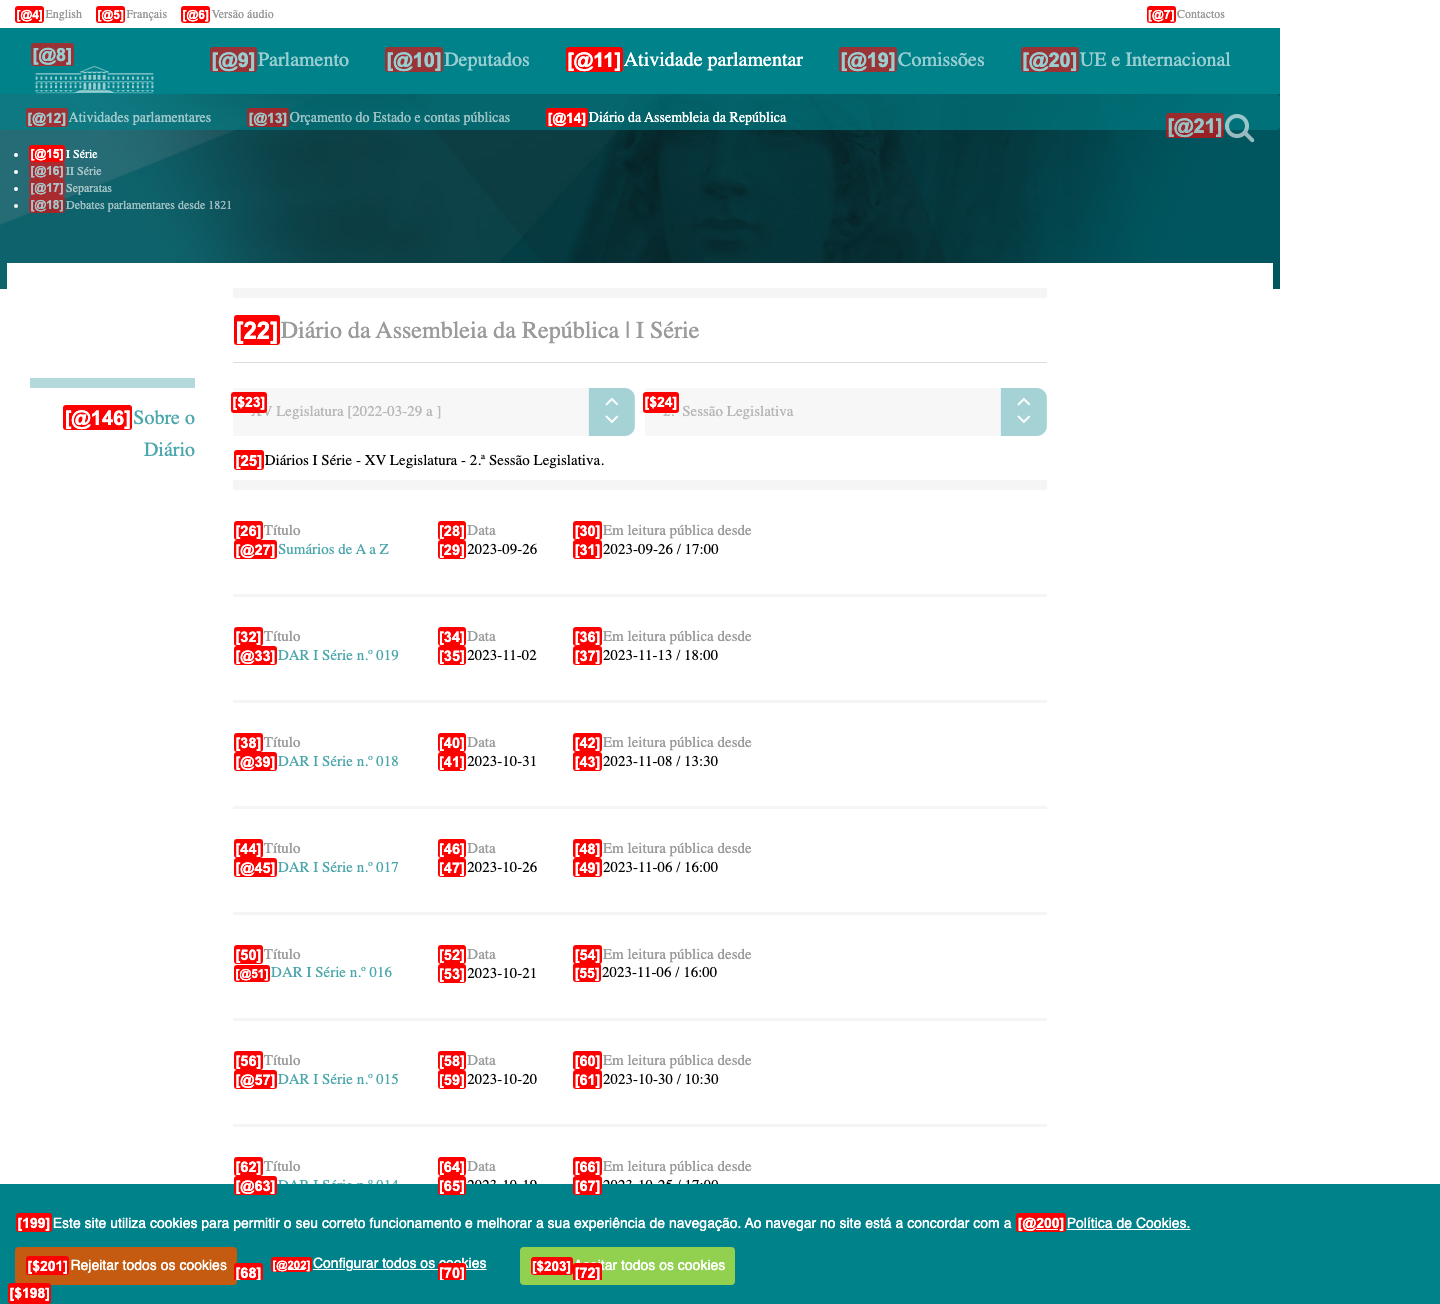 [@4]English [@5]Français [@6]Versão áudio [@7]Contactos
[@8]
[@9]Parlamento [@10]Deputados [@11]Atividade parlamentar [@19]Comissões [@20]UE e Internacional
[@12]Atividades parlamentares [@13]Orçamento do Estado e contas públicas [@14]Diário da Assembleia da República [@21]
[@15]I Série
[@16]II Série
[@17]Separatas
[@18]Debates parlamentares desde 1821
[22]Diário da Assembleia da República | I Série
[@146]Sobre o
Diário
[$23] XV Legislatura [2022-03-29 a ] [$24] 2.ª Sessão Legislativa
[25]Diários I Série - XV Legislatura - 2.ª Sessão Legislativa.
[26]Título [28]Data [30]Em leitura pública desde
[@27]Sumários de A a Z [29]2023-09-26 [31]2023-09-26 / 17:00
[32]Título [34]Data [36]Em leitura pública desde
[@33]DAR I Série n.º 019 [35]2023-11-02 [37]2023-11-13 / 18:00
[38]Título [40]Data [42]Em leitura pública desde
[@39]DAR I Série n.º 018 [41]2023-10-31 [43]2023-11-08 / 13:30
[44]Título [46]Data [48]Em leitura pública desde
[@45]DAR I Série n.º 017 [47]2023-10-26 [49]2023-11-06 / 16:00
[50]Título [52]Data [54]Em leitura pública desde
[@51]DAR I Série n.º 016 [53]2023-10-21 [55]2023-11-06 / 16:00
[56]Título [58]Data [60]Em leitura pública desde
[@57]DAR I Série n.º 015 [59]2023-10-20 [61]2023-10-30 / 10:30
[62]Título [64]Data [66]Em leitura pública desde
[@63]DAR I Série n.º 014 [65]2023-10-19 [67]2023-10-25 / 17:00
[199]Este site utiliza cookies para permitir o seu correto funcionamento e melhorar a sua experiência de navegação. Ao navegar no site está a concordar com a [@200]Política de Cookies.
[$201]Rejeitar todos os cookies [68] [@202]Configurar todos os cookies [70] [$203]Aceitar todos os cookies [72]
[$198]